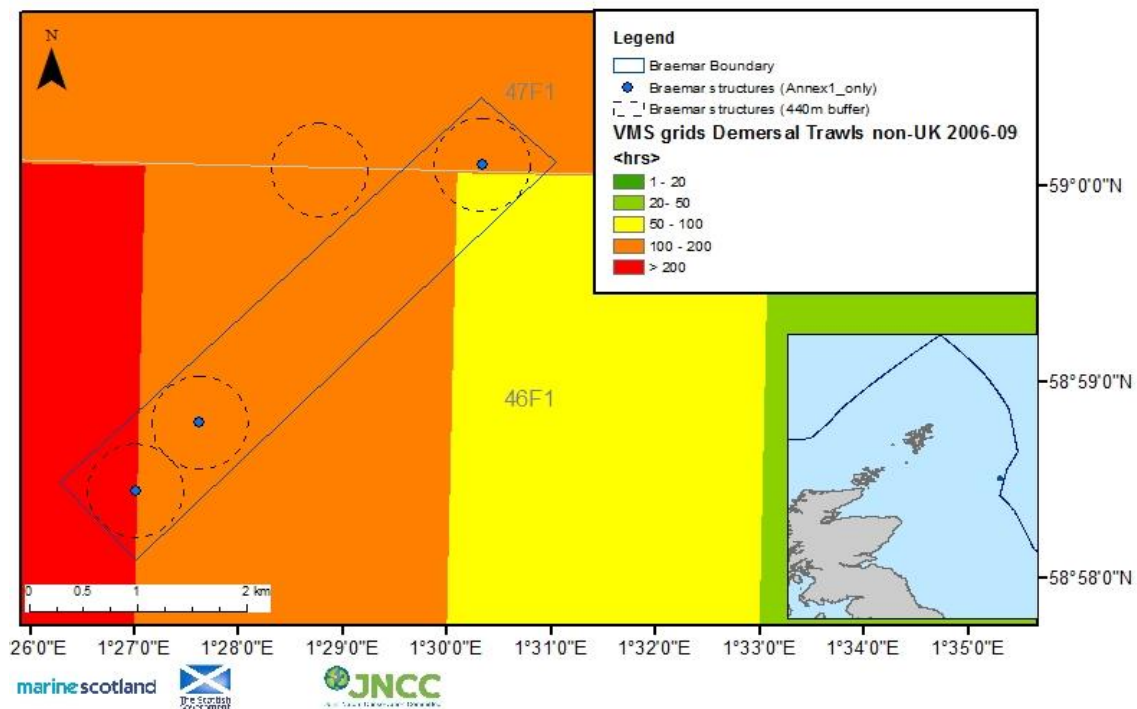 N
47F1
46F1
Legend
Braemar Boundary
Braemar structures (Annex1_only)
Braemar structures (440m buffer)
VMS grids Demersal Trawls non-UK 2006-09
<hrs>
1 - 20
20- 50
50 - 100
100 - 200
> 200
59°0'0"N
58°59'0"N
58°58'0"N
0 0.5 1 2 km
26'0"E 1°27'0"E 1°28'0"E 1°29'0"E 1°30'0"E 1°31'0"E 1°32'0"E 1°33'0"E 1°34'0"E 1°35'0"E
marinescotland
The Scottish
Government
JNCC